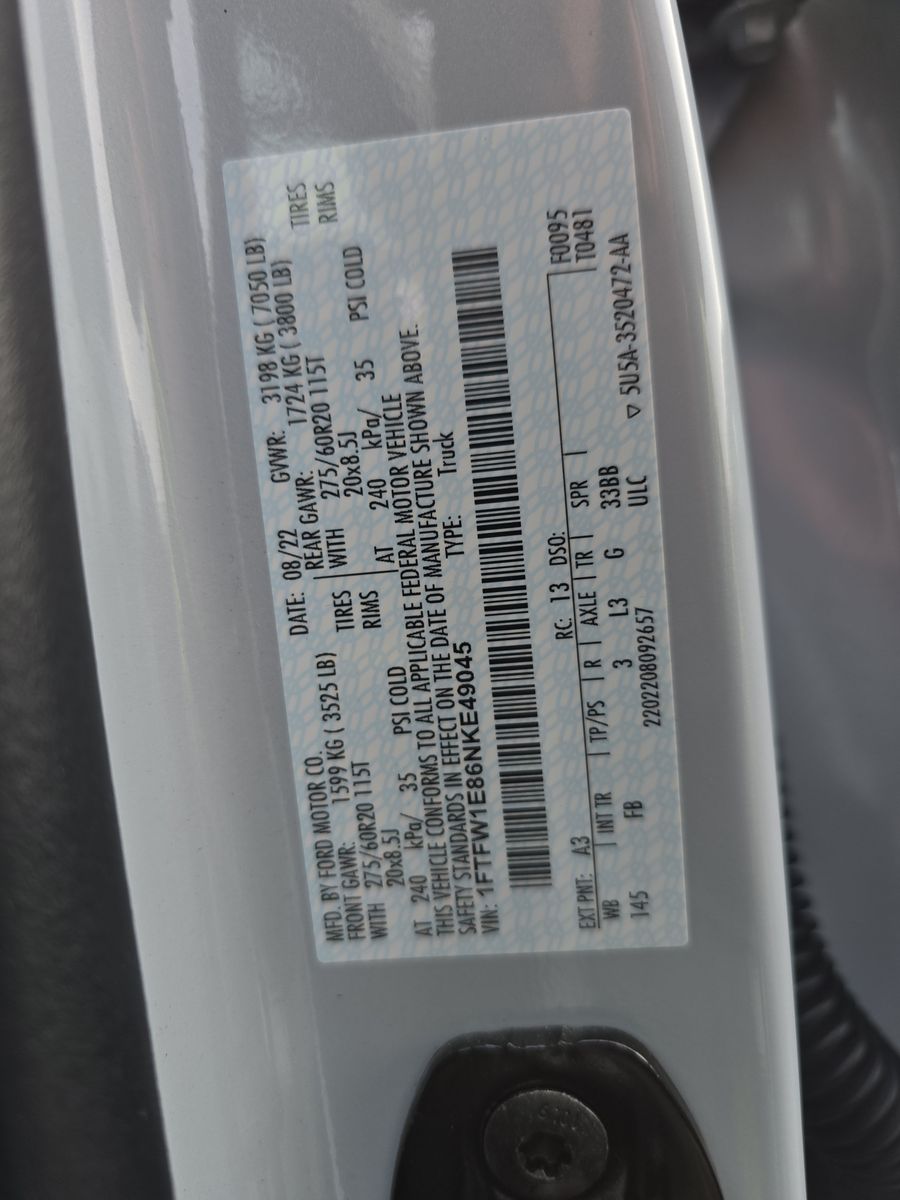 MFD. BY FORD MOTOR CO. DATE: 08/22 GVWR: 3198 KG ( 7050 LB)
FRONT GAWR: 1599 KG ( 3525 LB) REAR GAWR: 1724 KG ( 3800 LB)
WITH 275/60R20 115T TIRES WITH 275/60R20 115T TIRES
20x8.5J RIMS 20x8.5J RIMS
AT 240 kPa/ 35 PSI COLD AT 240 kPa/ 35 PSI COLD
THIS VEHICLE CONFORMS TO ALL APPLICABLE FEDERAL MOTOR VEHICLE
SAFETY STANDARDS IN EFFECT ON THE DATE OF MANUFACTURE SHOWN ABOVE.
VIN: 1FTFW1E86NKE49045 TYPE: Truck
EXT PNT: A3 RC: 13 DSO: F0095
WB INT TR TP/PS R AXLE TR SPR T0481
145 FB 3 L3 G 33BB
2202208092657 ULC ▽ 5U5A-3520472-AA